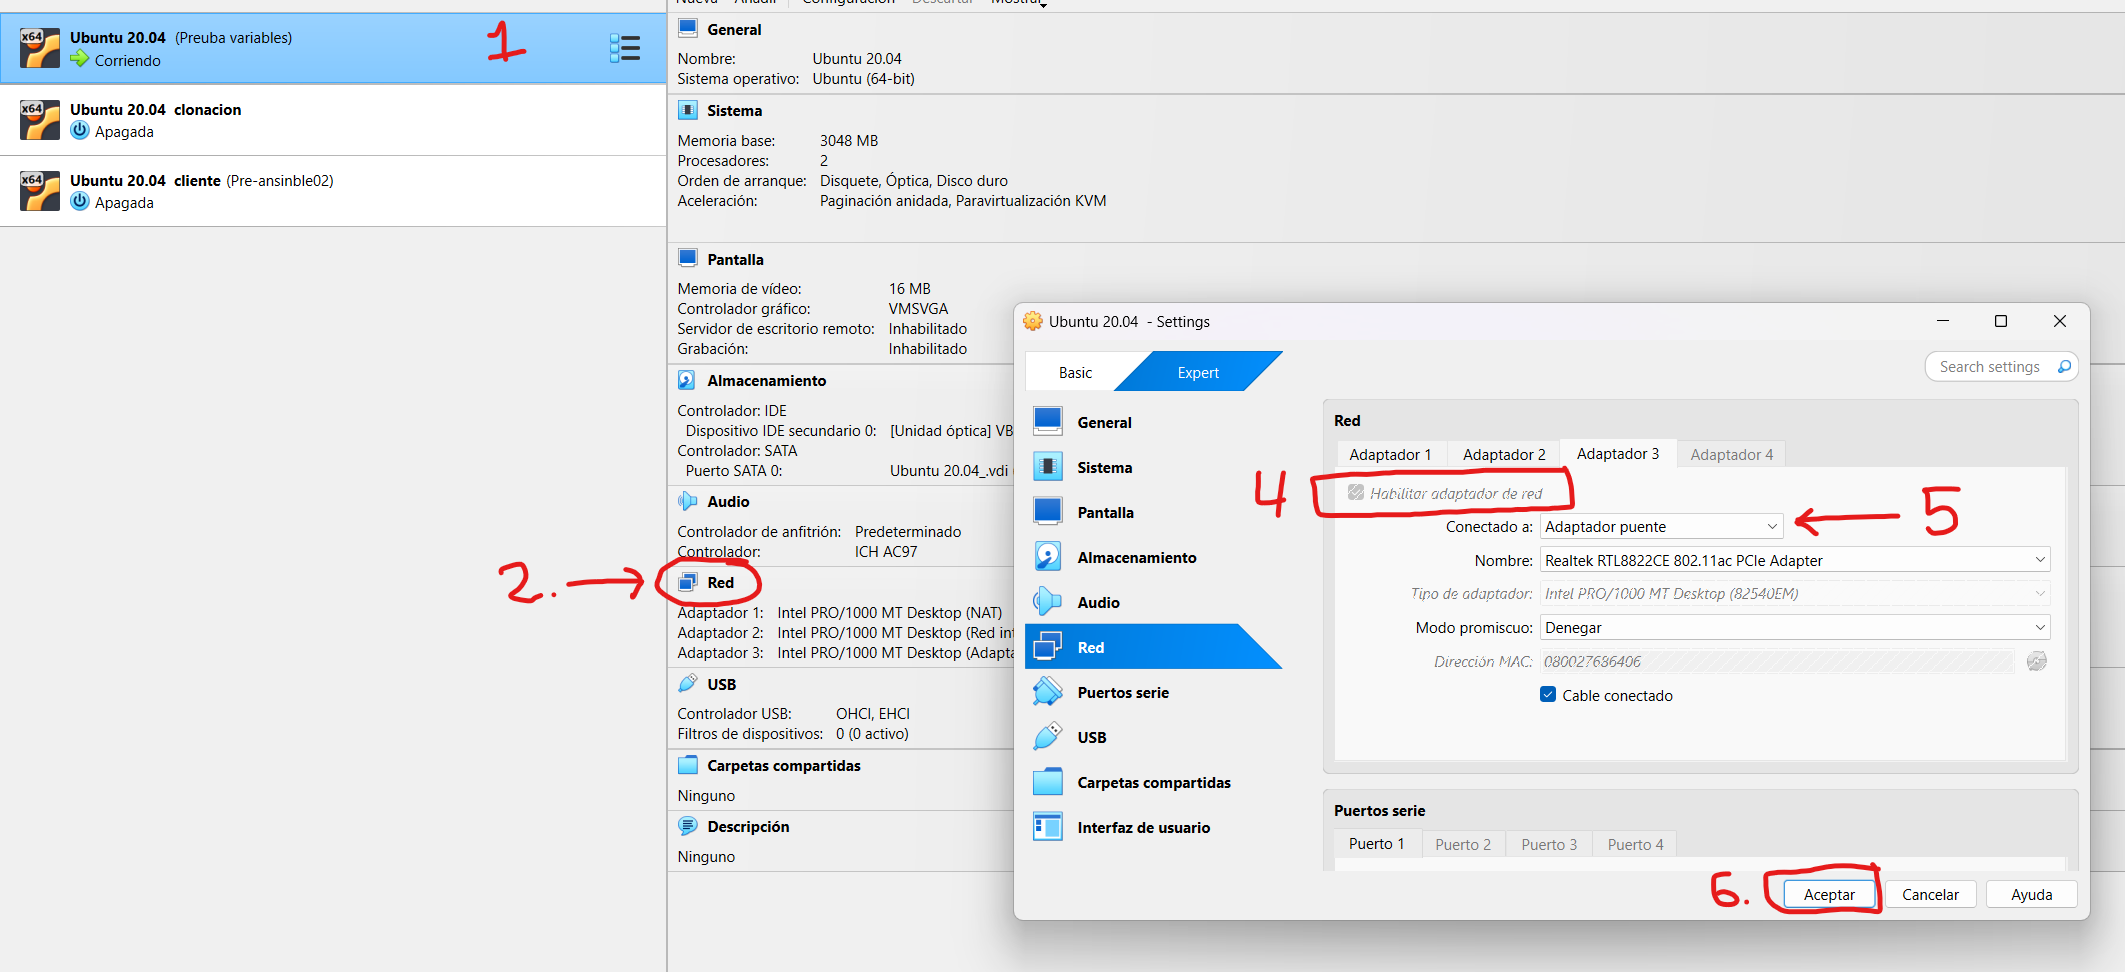 Nueva Añadir Configuración Descartar Mostrar
x64 Ubuntu 20.04 (Preuba variables)
Corriendo
1
x64 Ubuntu 20.04 clonacion
Apagada
x64 Ubuntu 20.04 cliente (Pre-ansinble02)
Apagada
General
Nombre: Ubuntu 20.04
Sistema operativo: Ubuntu (64-bit)
Sistema
Memoria base: 3048 MB
Procesadores: 2
Orden de arranque: Disquete, Óptica, Disco duro
Aceleración: Paginación anidada, Paravirtualización KVM
Pantalla
Memoria de vídeo: 16 MB
Controlador gráfico: VMSVGA
Servidor de escritorio remoto: Inhabilitado
Grabación: Inhabilitado
Almacenamiento
Controlador: IDE
Dispositivo IDE secundario 0: [Unidad óptica] VB
Controlador: SATA
Puerto SATA 0: Ubuntu 20.04_.vdi (
Audio
Controlador de anfitrión: Predeterminado
Controlador: ICH AC97
2. Red
Adaptador 1: Intel PRO/1000 MT Desktop (NAT)
Adaptador 2: Intel PRO/1000 MT Desktop (Red int
Adaptador 3: Intel PRO/1000 MT Desktop (Adapta
USB
Controlador USB: OHCI, EHCI
Filtros de dispositivos: 0 (0 activo)
Carpetas compartidas
Ninguno
Descripción
Ninguno
Ubuntu 20.04 - Settings
Basic Expert
Search settings
General
Sistema
Pantalla
Almacenamiento
Audio
Red
Puertos serie
USB
Carpetas compartidas
Interfaz de usuario
Red
Adaptador 1 Adaptador 2 Adaptador 3 Adaptador 4
4 Habilitar adaptador de red
Conectado a: Adaptador puente 5
Nombre: Realtek RTL8822CE 802.11ac PCIe Adapter
Tipo de adaptador: Intel PRO/1000 MT Desktop (82540EM)
Modo promiscuo: Denegar
Dirección MAC: 080027686406
Cable conectado
Puertos serie
Puerto 1 Puerto 2 Puerto 3 Puerto 4
6. Aceptar Cancelar Ayuda